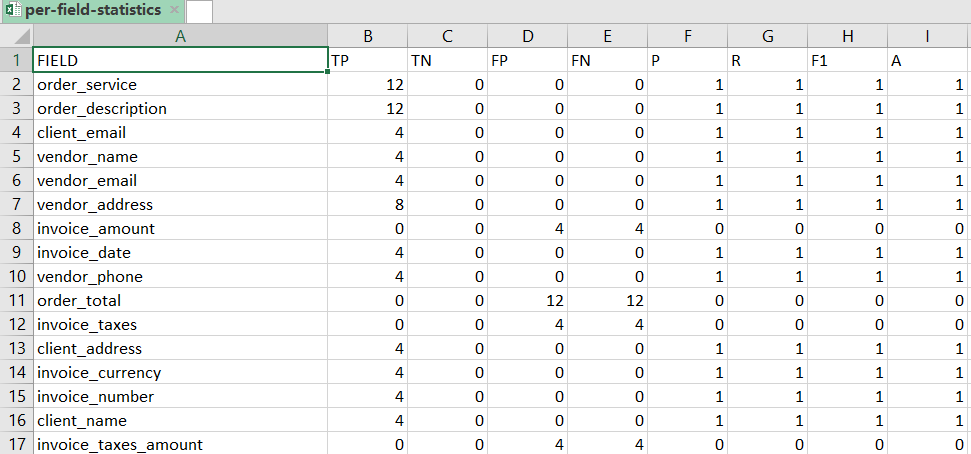 per-field-statistics ×
A B C D E F G H I
1 FIELD TP TN FP FN P R F1 A
2 order_service 12 0 0 0 1 1 1 1
3 order_description 12 0 0 0 1 1 1 1
4 client_email 4 0 0 0 1 1 1 1
5 vendor_name 4 0 0 0 1 1 1 1
6 vendor_email 4 0 0 0 1 1 1 1
7 vendor_address 8 0 0 0 1 1 1 1
8 invoice_amount 0 0 4 4 0 0 0 0
9 invoice_date 4 0 0 0 1 1 1 1
10 vendor_phone 4 0 0 0 1 1 1 1
11 order_total 0 0 12 12 0 0 0 0
12 invoice_taxes 0 0 4 4 0 0 0 0
13 client_address 4 0 0 0 1 1 1 1
14 invoice_currency 4 0 0 0 1 1 1 1
15 invoice_number 4 0 0 0 1 1 1 1
16 client_name 4 0 0 0 1 1 1 1
17 invoice_taxes_amount 0 0 4 4 0 0 0 0